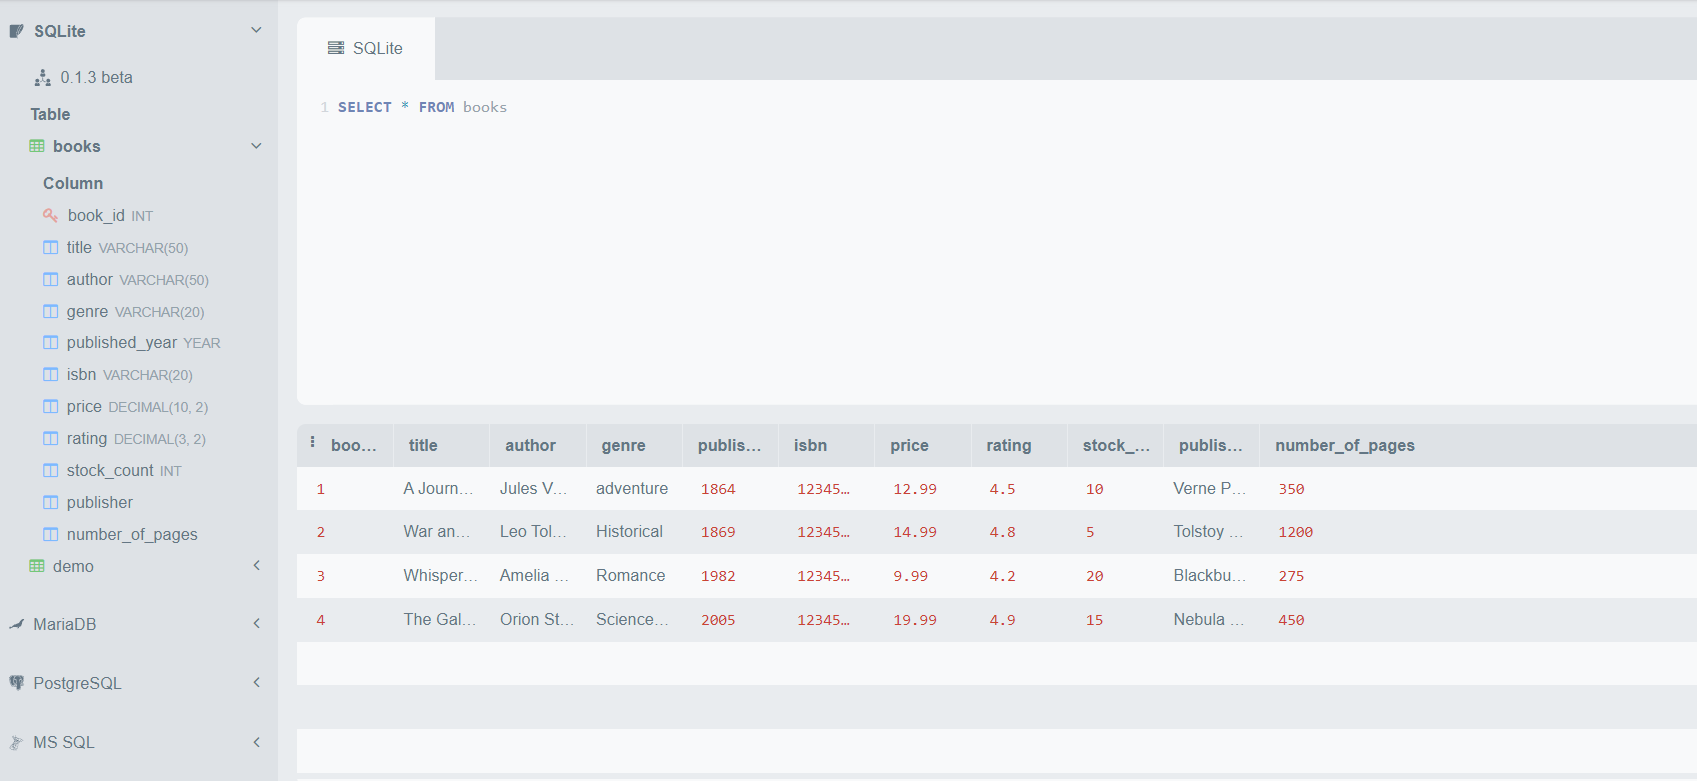 SQLite
0.1.3 beta
Table
books
Column
book_id INT
title VARCHAR(50)
author VARCHAR(50)
genre VARCHAR(20)
published_year YEAR
isbn VARCHAR(20)
price DECIMAL(10, 2)
rating DECIMAL(3, 2)
stock_count INT
publisher
number_of_pages
demo
MariaDB
PostgreSQL
MS SQL
SQLite
1 SELECT * FROM books
boo... title author genre publis... isbn price rating stock_... publis... number_of_pages
1 A Journ... Jules V... adventure 1864 12345... 12.99 4.5 10 Verne P... 350
2 War an... Leo Tol... Historical 1869 12345... 14.99 4.8 5 Tolstoy ... 1200
3 Whisper... Amelia ... Romance 1982 12345... 9.99 4.2 20 Blackbu... 275
4 The Gal... Orion St... Science... 2005 12345... 19.99 4.9 15 Nebula ... 450